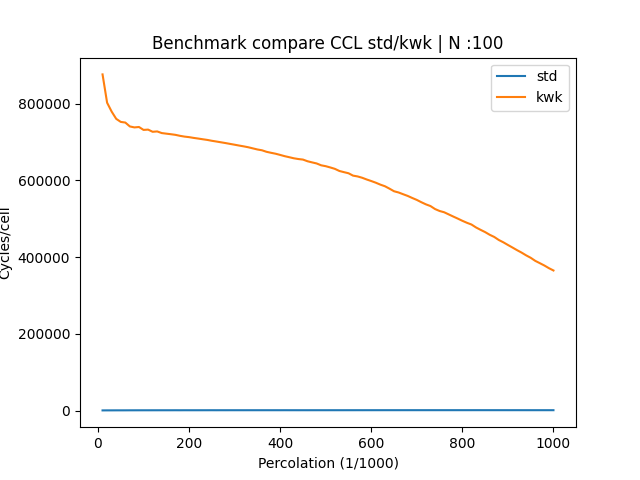 Benchmark compare CCL std/kwk | N :100
std
kwk
800000
600000
400000
200000
0
Cycles/cell
0 200 400 600 800 1000
Percolation (1/1000)